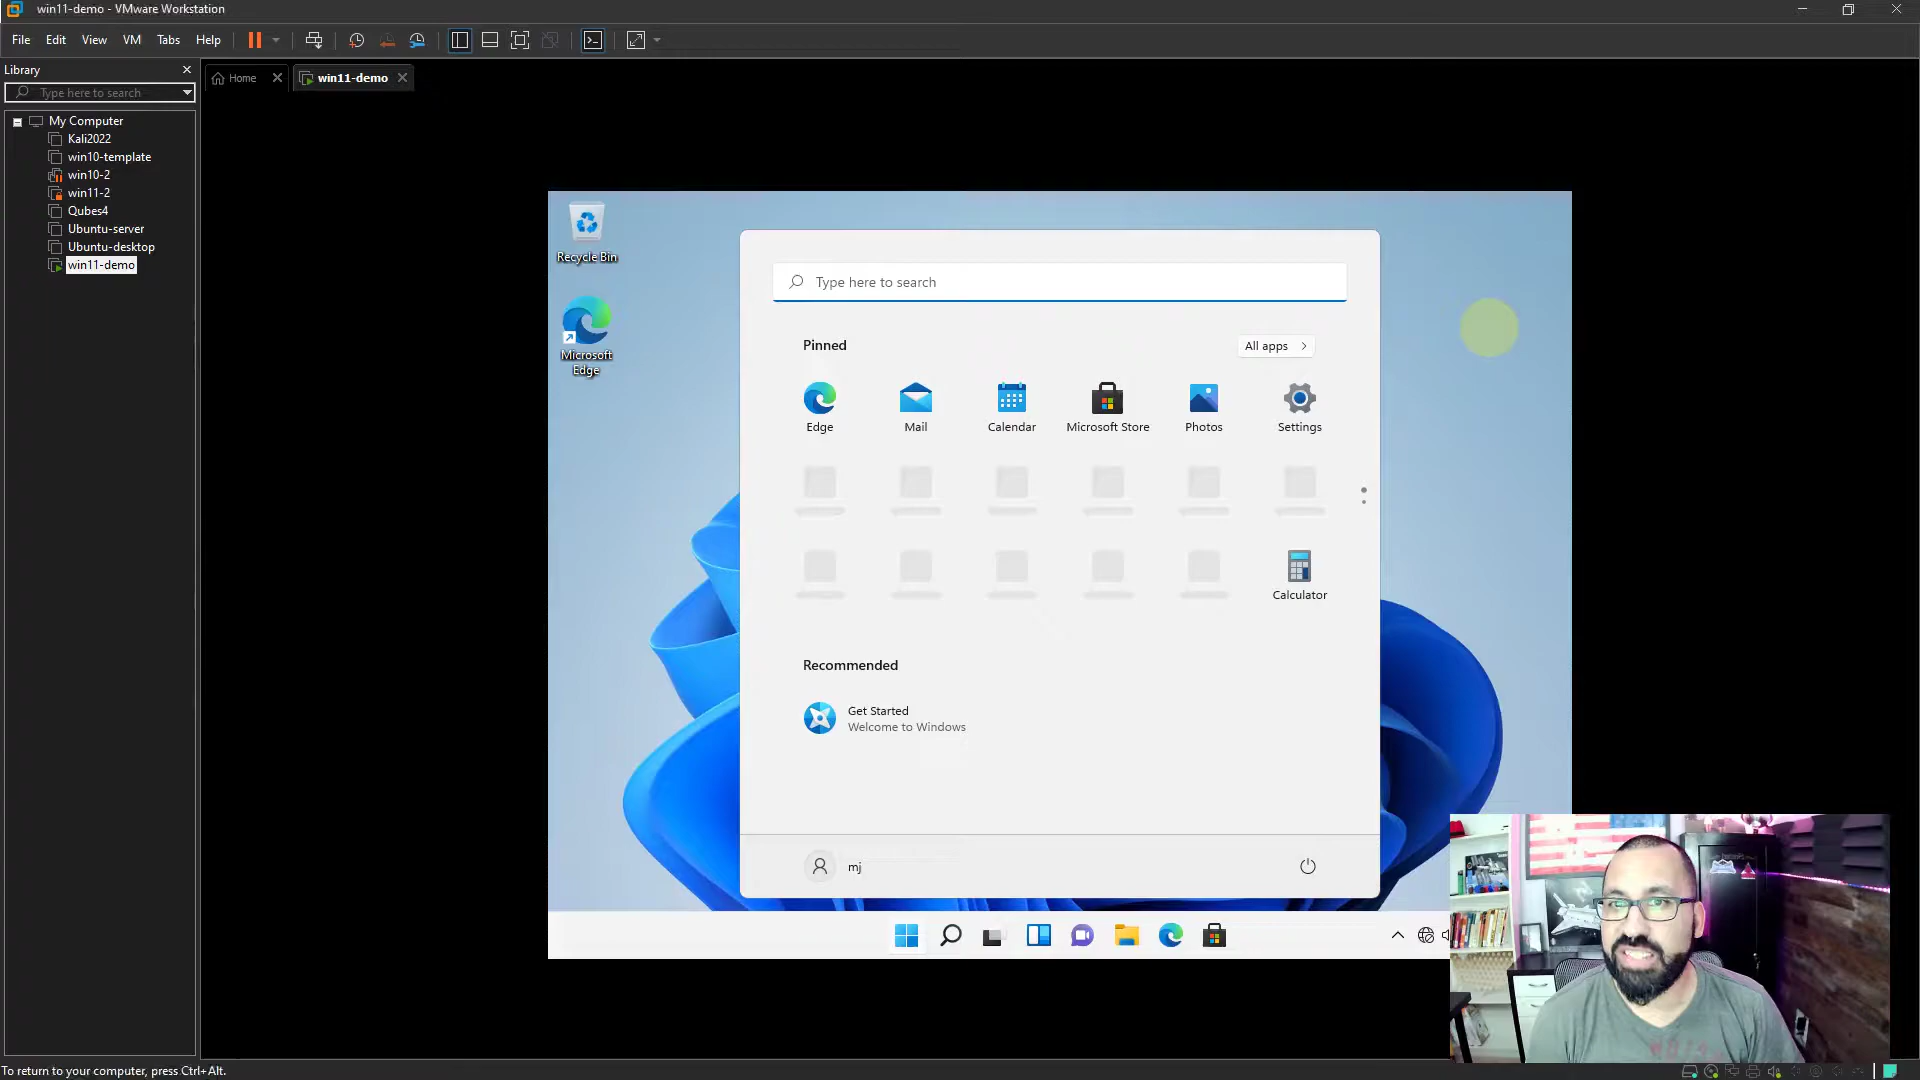 win11-demo - VMware Workstation
File Edit View VM Tabs Help
Library
Type here to search
Home
win11-demo
My Computer
Kali2022
win10-template
win10-2
win11-2
Qubes4
Ubuntu-server
Ubuntu-desktop
win11-demo
Recycle Bin
Microsoft
Edge
Type here to search
Pinned
All apps
Edge
Mail
Calendar
Microsoft Store
Photos
Settings
Calculator
Recommended
Get Started
Welcome to Windows
mj
To return to your computer, press Ctrl+Alt.